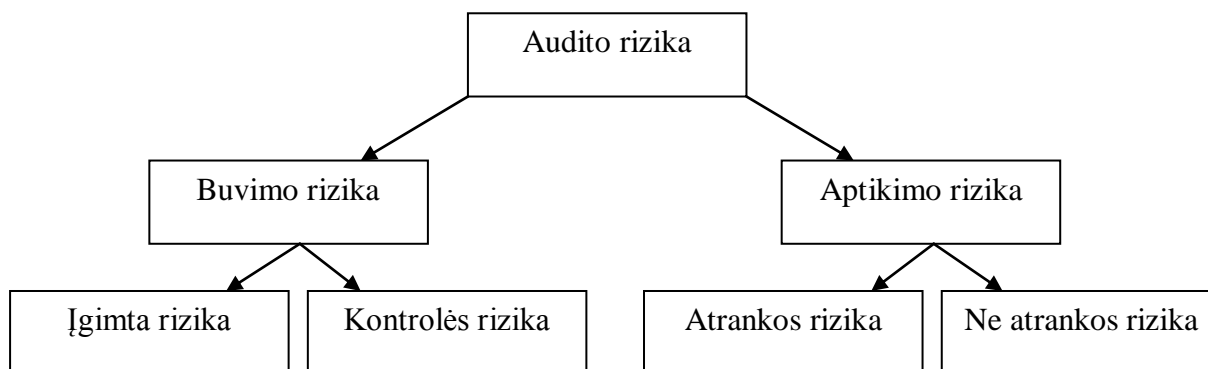 Audito rizika
Buvimo rizika
Aptikimo rizika
Įgimta rizika
Kontrolės rizika
Atrankos rizika
Ne atrankos rizika